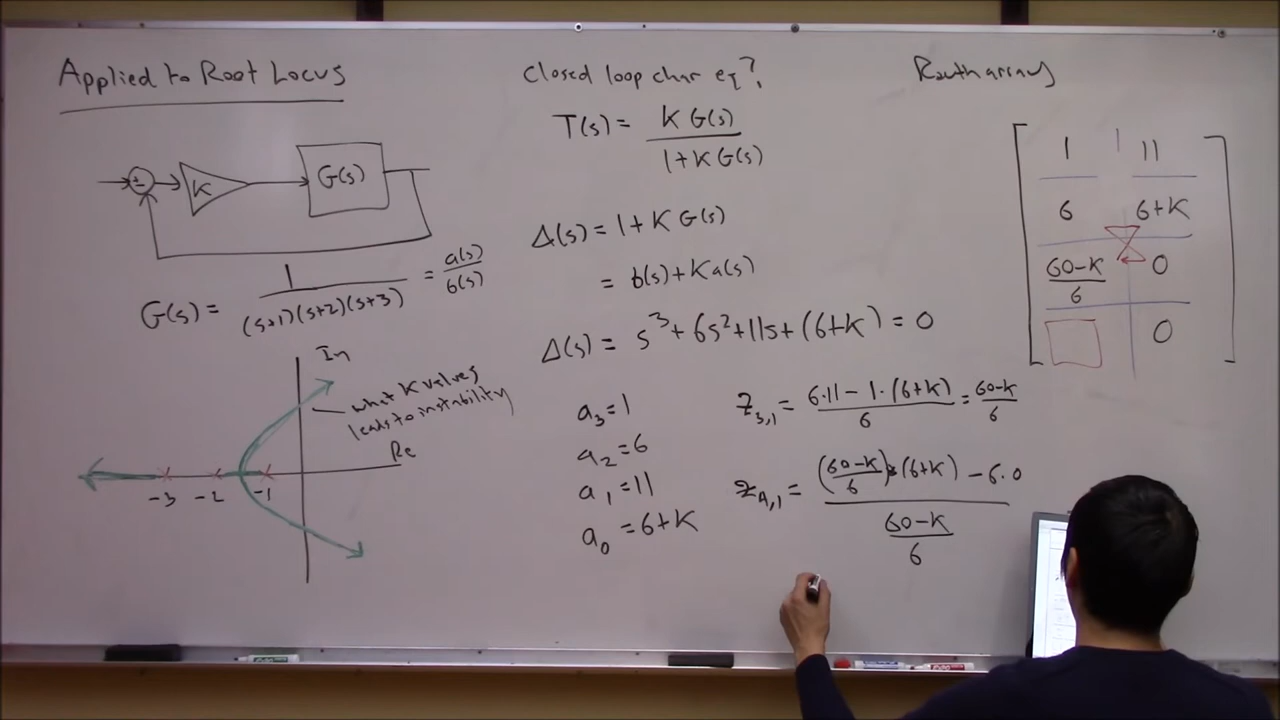 Applied to Root Locus
±
K
G(s)
G(s) = 1 / (s+1)(s+2)(s+3) = a(s) / b(s)
Im
what K values
leads to instability
Re
-3 -2 -1
Closed loop char eq?
T(s) = K G(s) / 1+K G(s)
Δ(s) = 1+K G(s)
= b(s)+Ka(s)
Δ(s) = s³+6s²+11s+(6+K) = 0
a₃=1
a₂=6
a₁=11
a₀=6+K
Z₃,₁ = 6·11 - 1·(6+K) / 6 = 60-K / 6
Z₄,₁ = (60-K / 6)·(6+K) - 6·0 / 60-K / 6
Routh array
1 11
6 6+K
60-K / 6 0
0